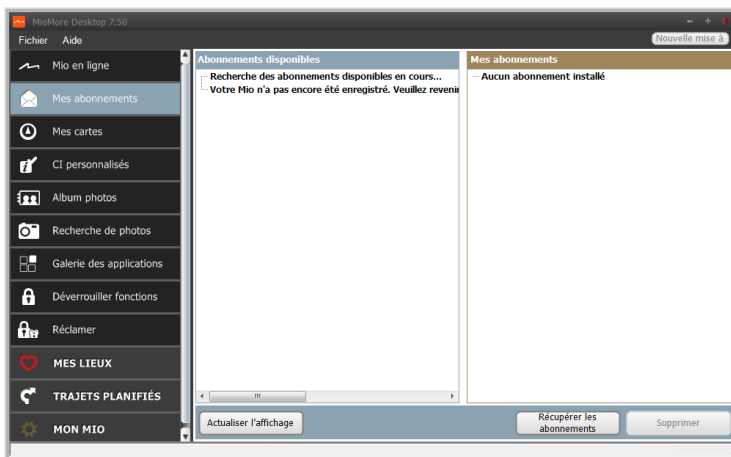 MioMore Desktop 7.50
Fichier Aide
Nouvelle mise à
Mio en ligne
Mes abonnements
Mes cartes
CI personnalisés
Album photos
Recherche de photos
Galerie des applications
Déverrouiller fonctions
Réclamer
MES LIEUX
TRAJETS PLANIFIÉS
MON MIO
Abonnements disponibles
Recherche des abonnements disponibles en cours...
Votre Mio n'a pas encore été enregistré. Veuillez reveni
Actualiser l'affichage
Mes abonnements
Aucun abonnement installé
Récupérer les
abonnements
Supprimer